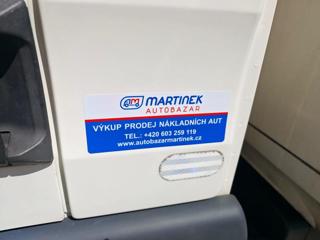 MARTINEK
AUTOBAZAR
VÝKUP PRODEJ NÁKLADNÍCH AUT
TEL.: +420 603 259 119
www.autobazarmartinek.cz